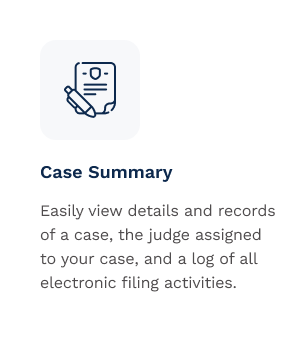 Case Summary
Easily view details and records
of a case, the judge assigned
to your case, and a log of all
electronic filing activities.